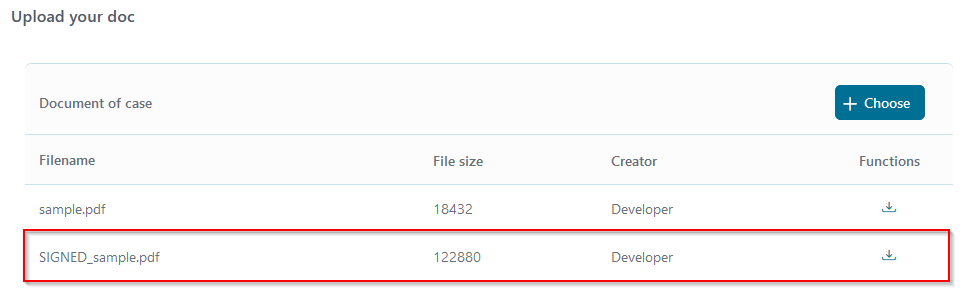 Upload your doc
Document of case
Choose
Filename File size Creator Functions
sample.pdf 18432 Developer
SIGNED_sample.pdf 122880 Developer